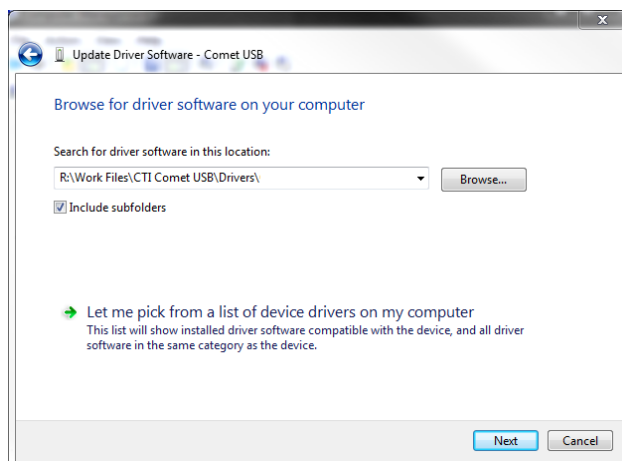 Update Driver Software - Comet USB
Browse for driver software on your computer
Search for driver software in this location:
R:\Work Files\CTI Comet USB\Drivers\
Browse...
Include subfolders
Let me pick from a list of device drivers on my computer
This list will show installed driver software compatible with the device, and all driver
software in the same category as the device.
Next
Cancel